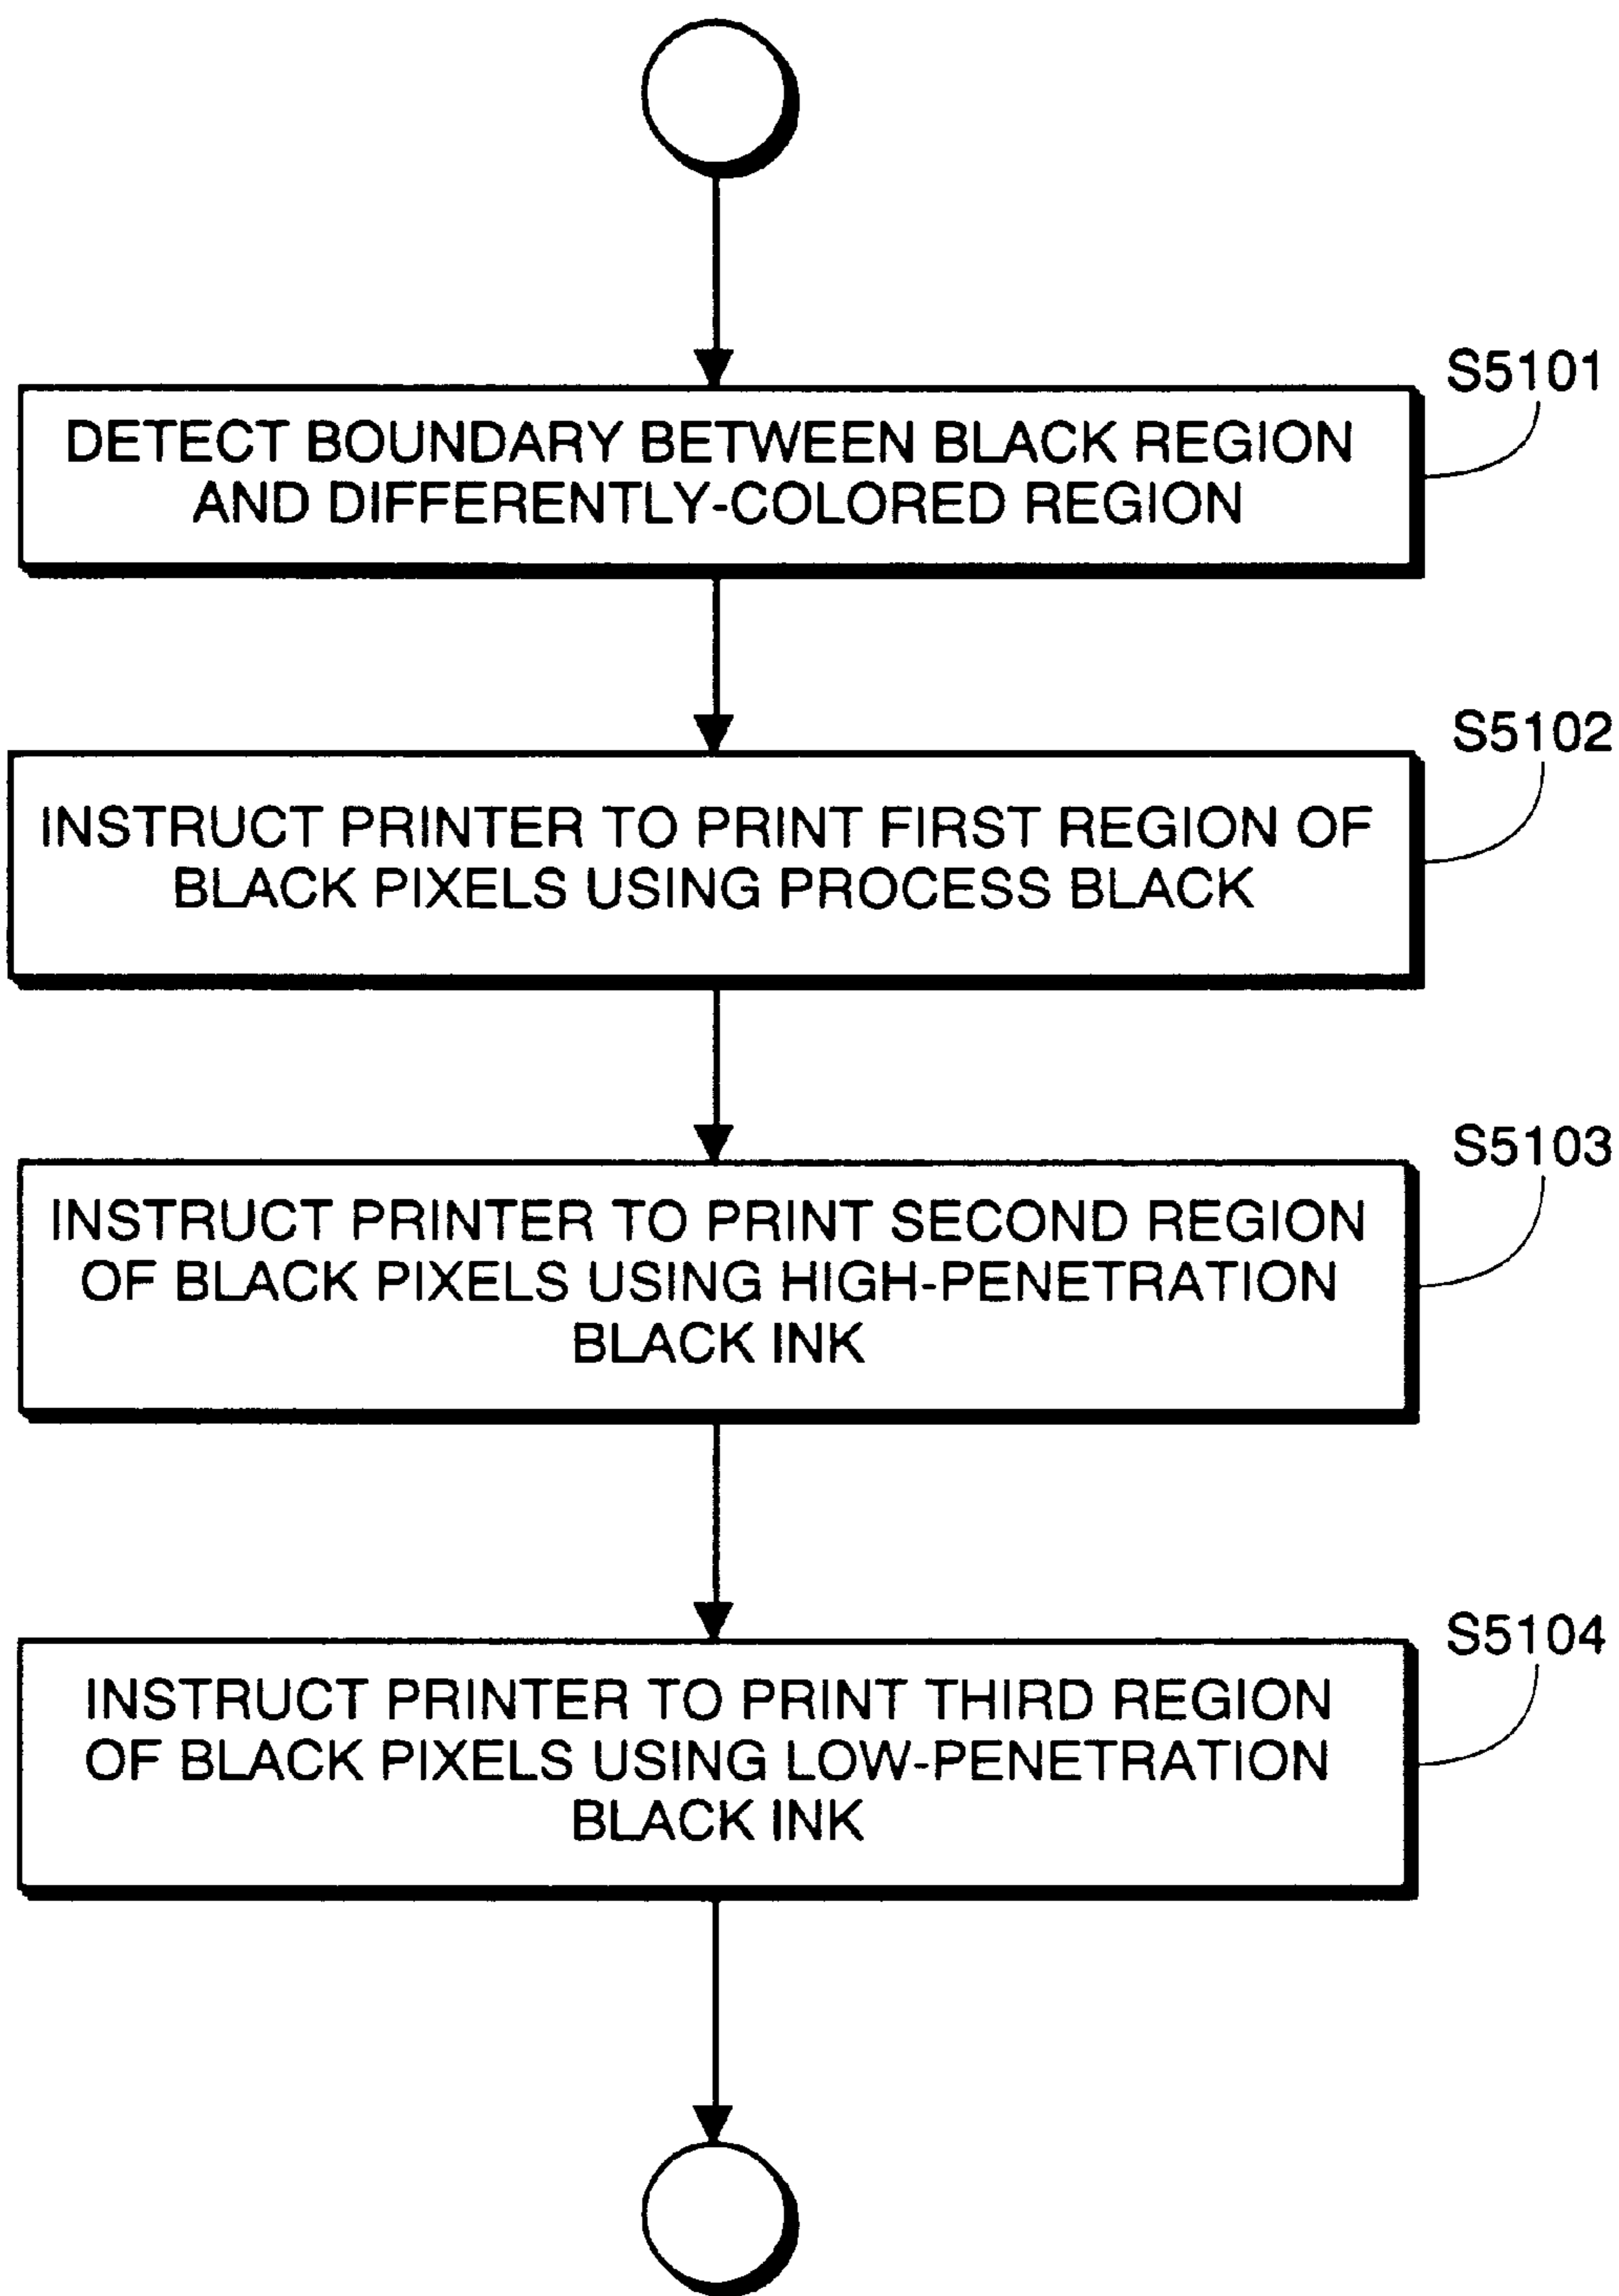 S5101
DETECT BOUNDARY BETWEEN BLACK REGION
AND DIFFERENTLY-COLORED REGION
S5102
INSTRUCT PRINTER TO PRINT FIRST REGION OF
BLACK PIXELS USING PROCESS BLACK
S5103
INSTRUCT PRINTER TO PRINT SECOND REGION
OF BLACK PIXELS USING HIGH-PENETRATION
BLACK INK
S5104
INSTRUCT PRINTER TO PRINT THIRD REGION
OF BLACK PIXELS USING LOW-PENETRATION
BLACK INK